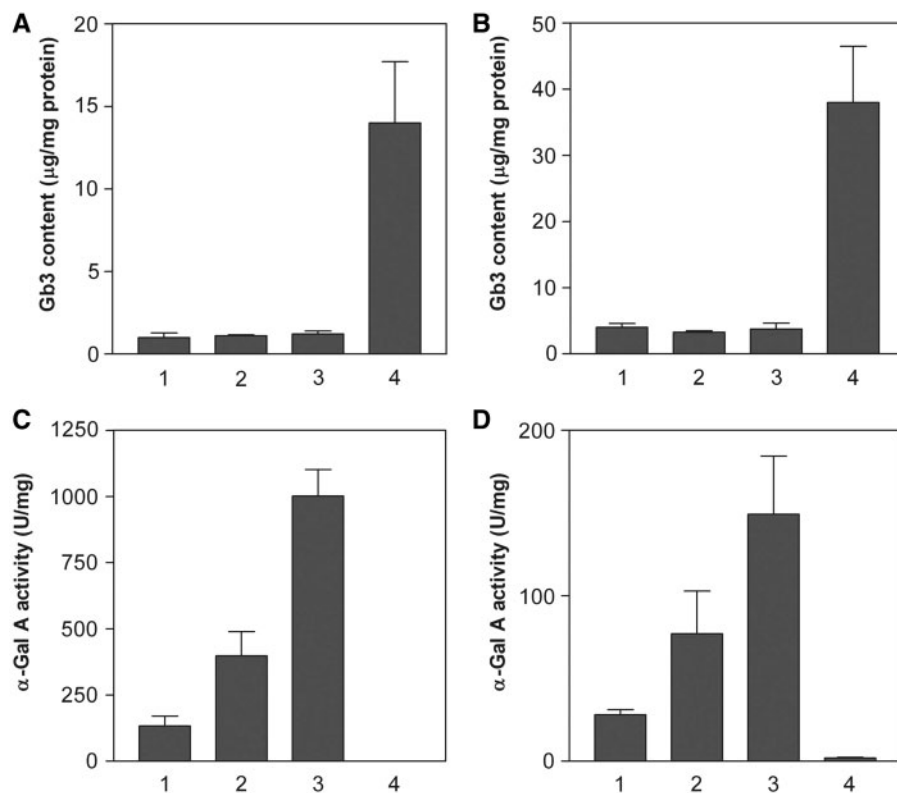 A
Gb3 content (μg/mg protein)
20
15
10
5
0
1 2 3 4
B
Gb3 content (μg/mg protein)
50
40
30
20
10
0
1 2 3 4
C
α-Gal A activity (U/mg)
1250
1000
750
500
250
0
1 2 3 4
D
α-Gal A activity (U/mg)
200
100
0
1 2 3 4